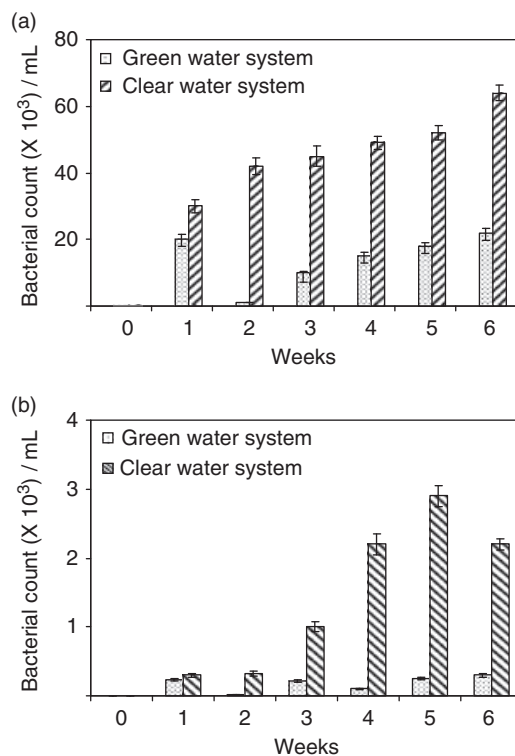 (a)
80
60
40
20
Bacterial count (X 10³) / mL
Green water system
Clear water system
0 1 2 3 4 5 6
Weeks
(b)
4
3
2
1
Bacterial count (X 10³) / mL
Green water system
Clear water system
0 1 2 3 4 5 6
Weeks